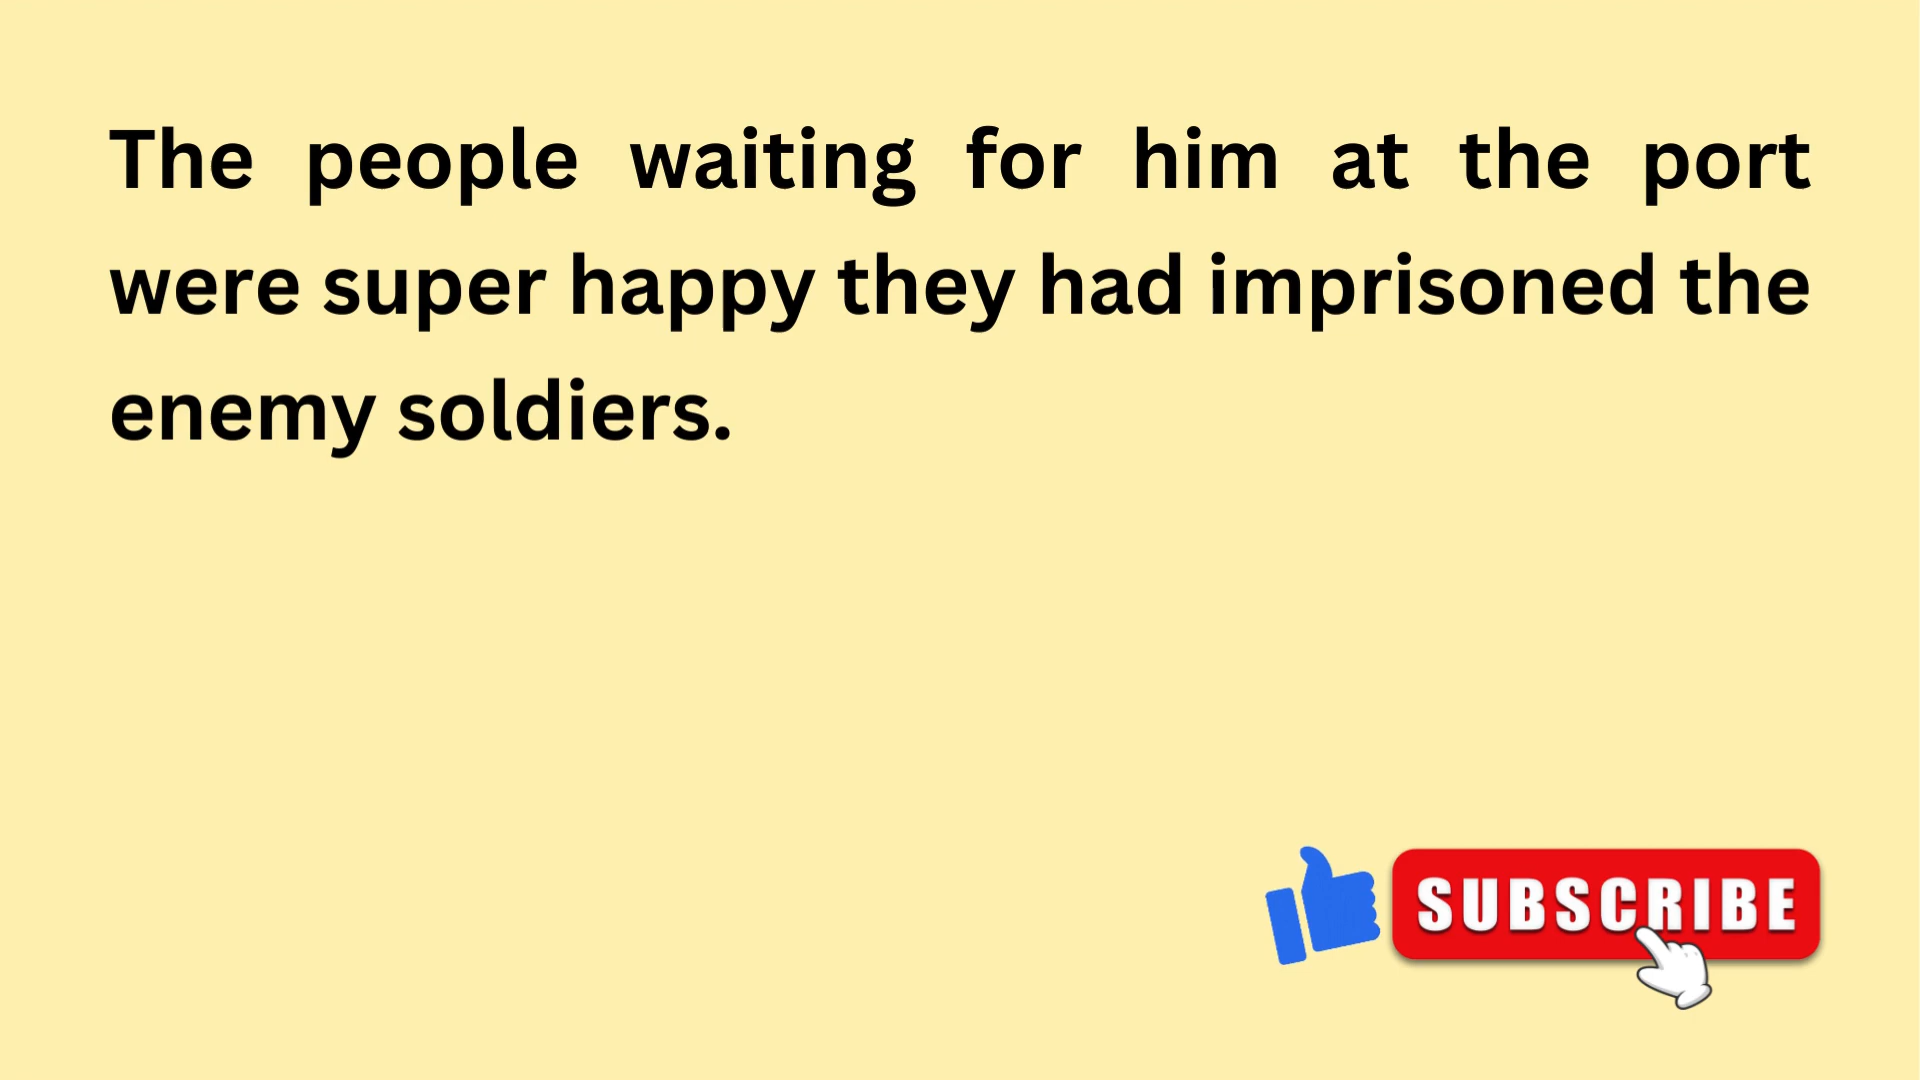 The people waiting for him at the port
were super happy they had imprisoned the
enemy soldiers.
SUBSCRIBE